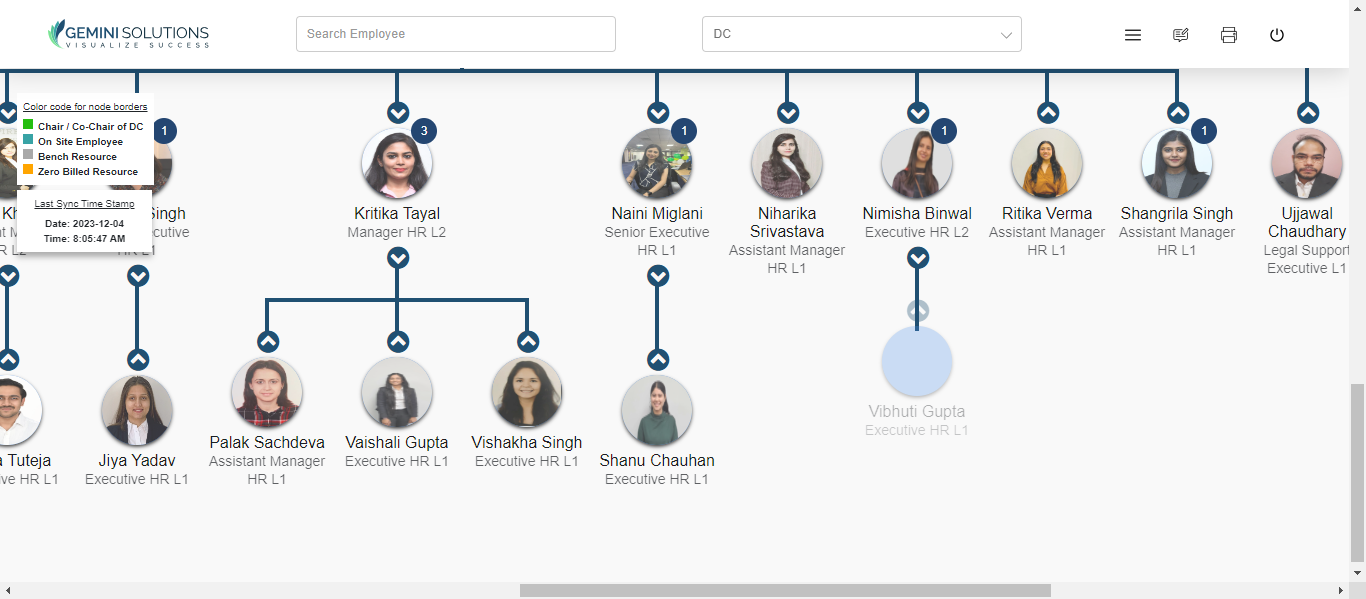 GEMINI SOLUTIONS
VISUALIZE SUCCESS
Search Employee
DC
Color code for node borders
Chair / Co-Chair of DC
On Site Employee
Bench Resource
Zero Billed Resource
Last Sync Time Stamp
Date: 2023-12-04
Time: 8:05:47 AM
1
3
1
1
1
Kh
Singh
Kritika Tayal
Naini Miglani
Niharika
Srivastava
Nimisha Binwal
Ritika Verma
Shangrila Singh
Ujjawal
Chaudhary
cutive
HR L1
Manager HR L2
Senior Executive
HR L1
Assistant Manager
HR L1
Executive HR L2
Assistant Manager
HR L1
Assistant Manager
HR L1
Legal Support
Executive L1
a Tuteja
ive HR L1
Jiya Yadav
Executive HR L1
Palak Sachdeva
Assistant Manager
HR L1
Vaishali Gupta
Executive HR L1
Vishakha Singh
Executive HR L1
Shanu Chauhan
Executive HR L1
Vibhuti Gupta
Executive HR L1